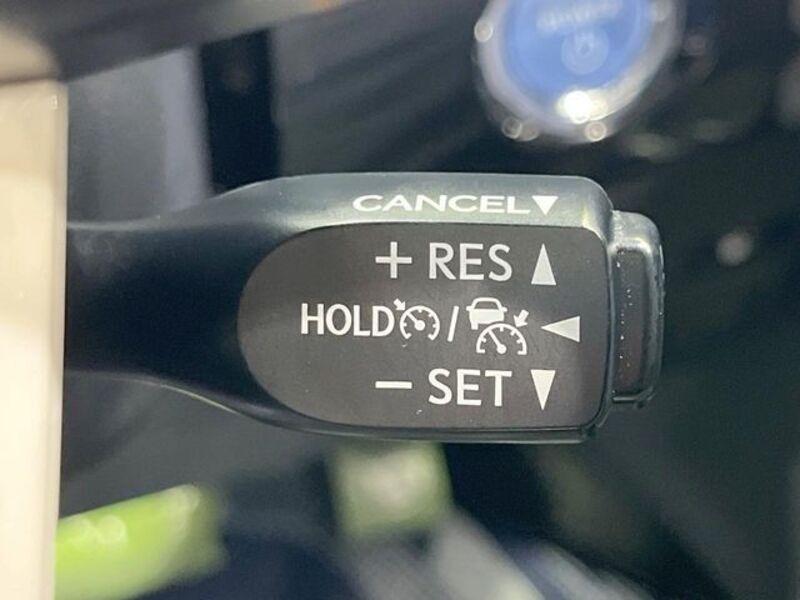 CANCEL▼
+ RES ▲
HOLD / ◀
− SET ▼